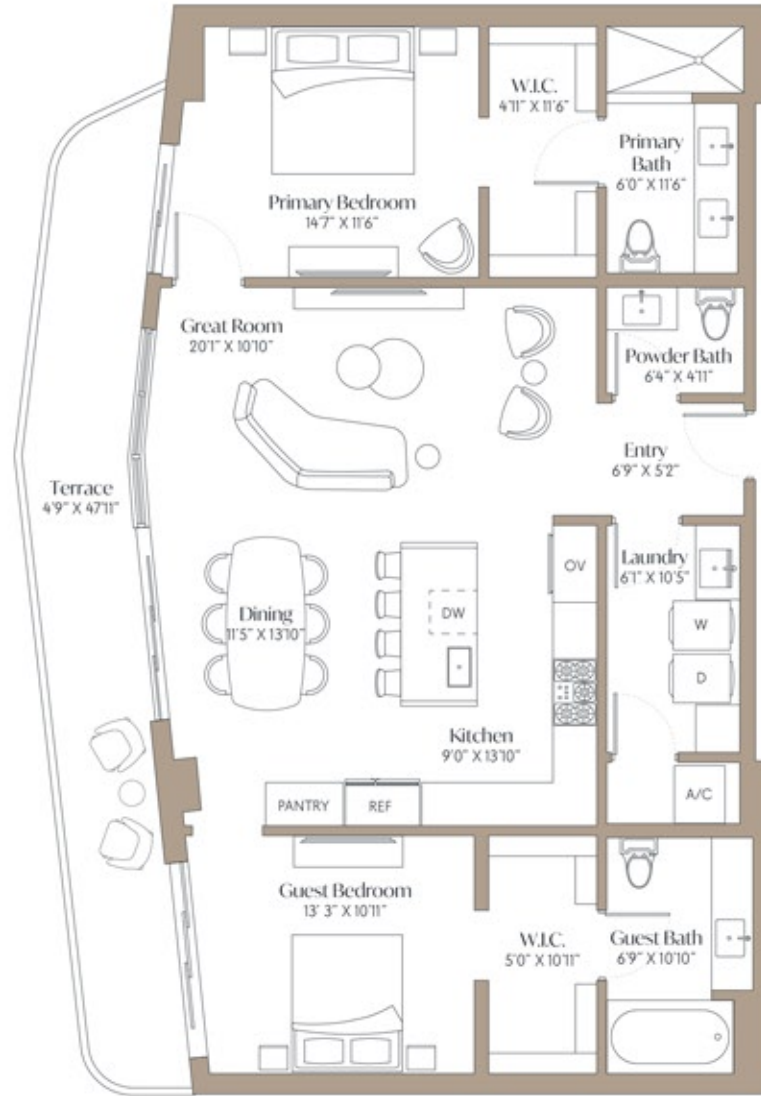 W.I.C.
4'11" X 11'6"
Primary
Bath
6'0" X 11'6"
Primary Bedroom
14'7" X 11'6"
Great Room
20'1" X 10'10"
Powder Bath
6'4" X 4'11"
Entry
6'9" X 5'2"
Terrace
4'9" X 47'11"
Laundry
6'1" X 10'5"
OV
Dining
11'5" X 13'10"
DW
W
D
Kitchen
9'0" X 13'10"
PANTRY
REF
A/C
Guest Bedroom
13' 3" X 10'11"
W.I.C.
5'0" X 10'11"
Guest Bath
6'9" X 10'10"